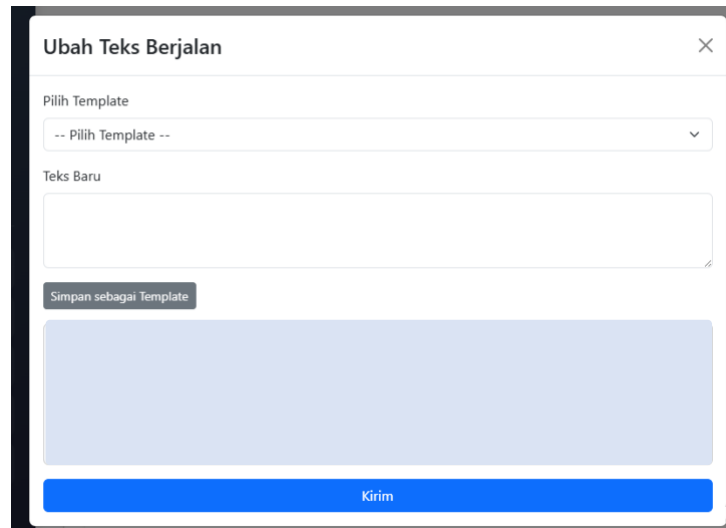 Ubah Teks Berjalan
Pilih Template
-- Pilih Template --
Teks Baru
Simpan sebagai Template
Kirim